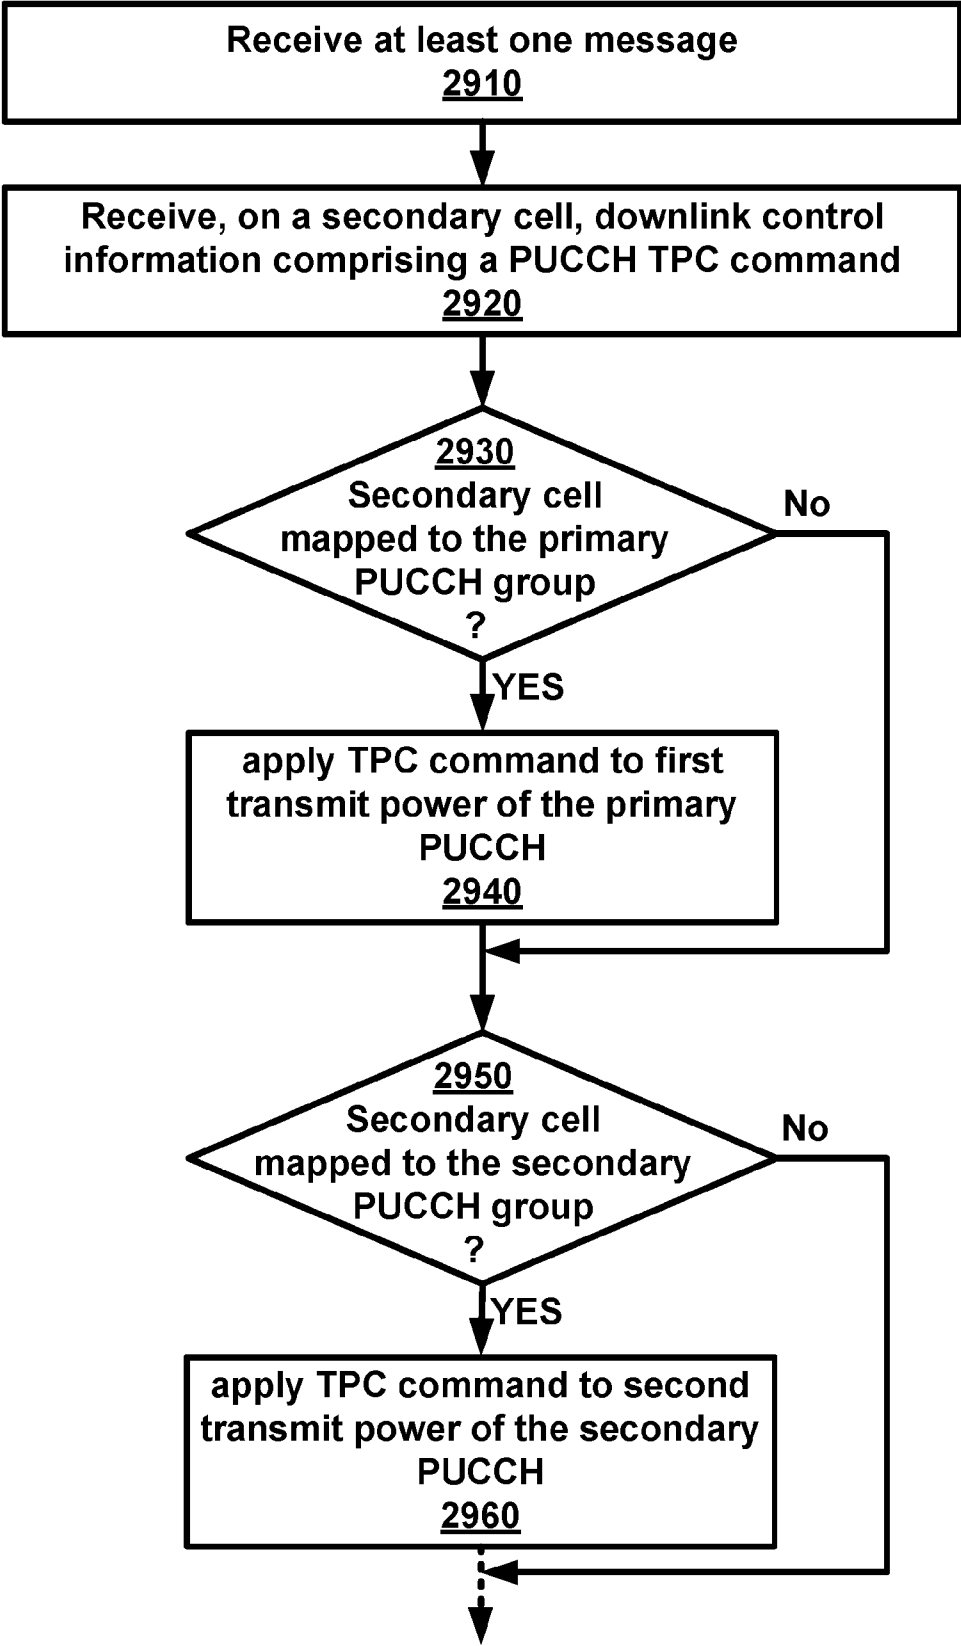 Receive at least one message
2910
Receive, on a secondary cell, downlink control
information comprising a PUCCH TPC command
2920
2930
Secondary cell
mapped to the primary
PUCCH group
?
No
YES
apply TPC command to first
transmit power of the primary
PUCCH
2940
2950
Secondary cell
mapped to the secondary
PUCCH group
?
No
YES
apply TPC command to second
transmit power of the secondary
PUCCH
2960